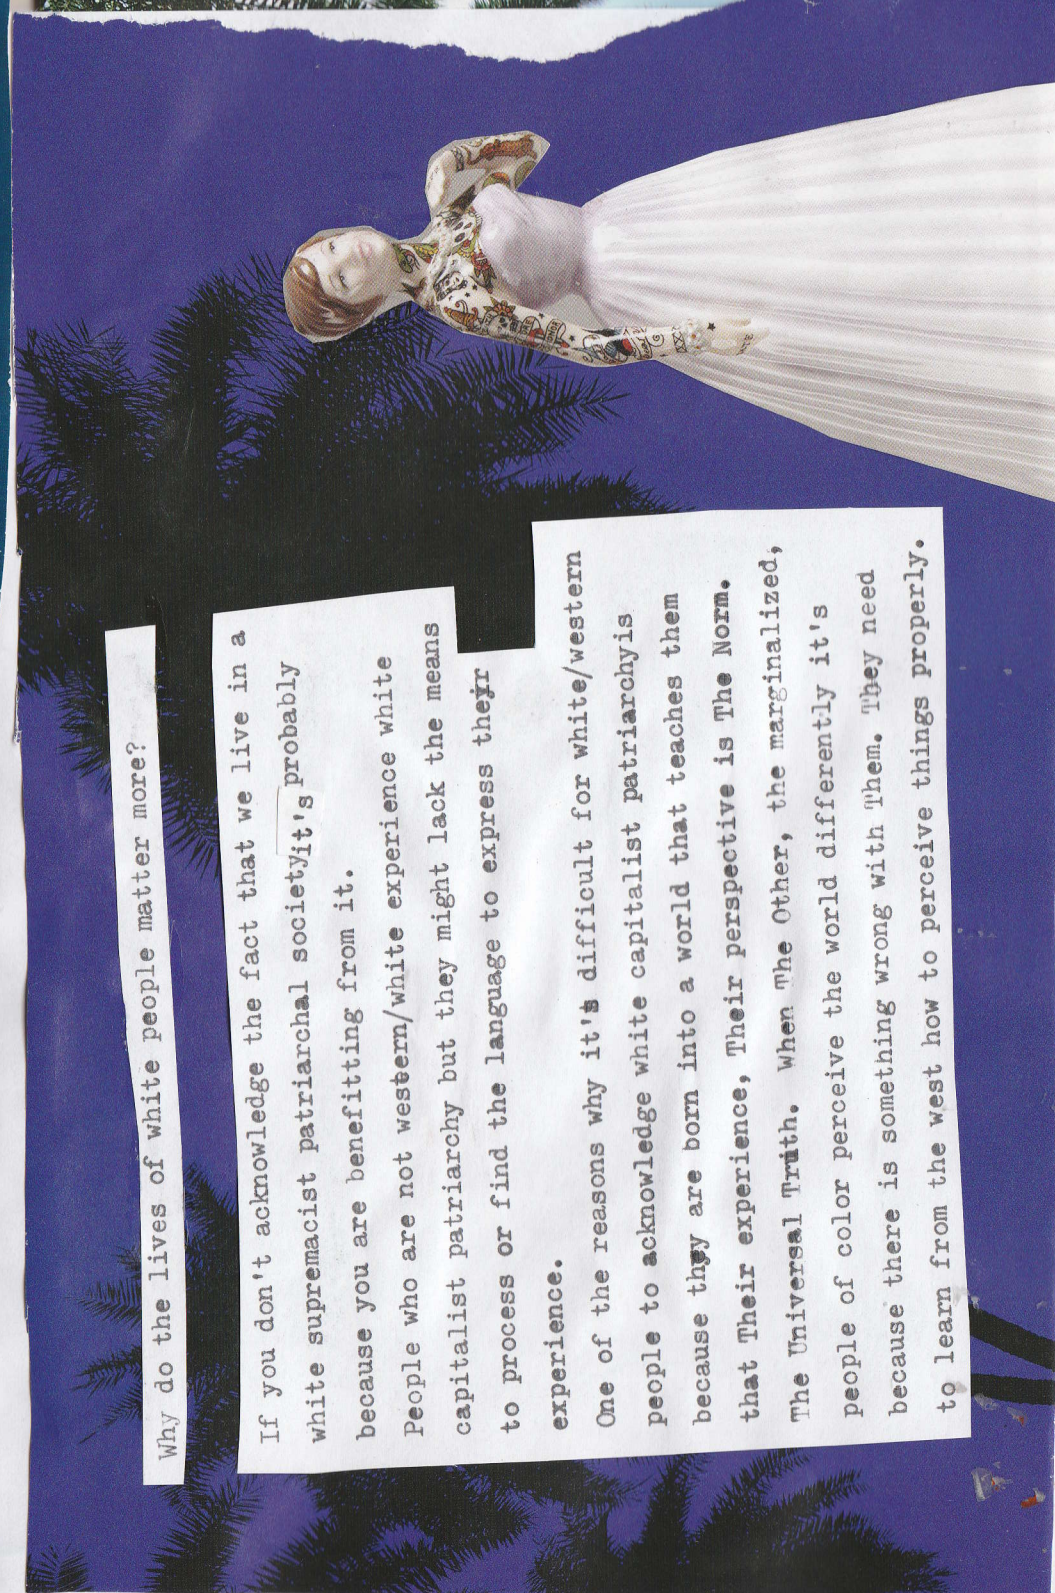 Why do the lives of white people matter more?
If you don't acknowledge the fact that we live in a
white supremacist patriarchal society it's probably
because you are benefitting from it.
People who are not western/white experience white
capitalist patriarchy but they might lack the means
to process or find the language to express their
experience.
One of the reasons why it's difficult for white/western
people to acknowledge white capitalist patriarchyis
because they are born into a world that teaches them
that Their experience, Their perspective is The Norm.
The Universal Truth. When The Other, the marginalized,
people of color perceive the world differently it's
because there is something wrong with Them. They need
to learn from the west how to perceive things properly.